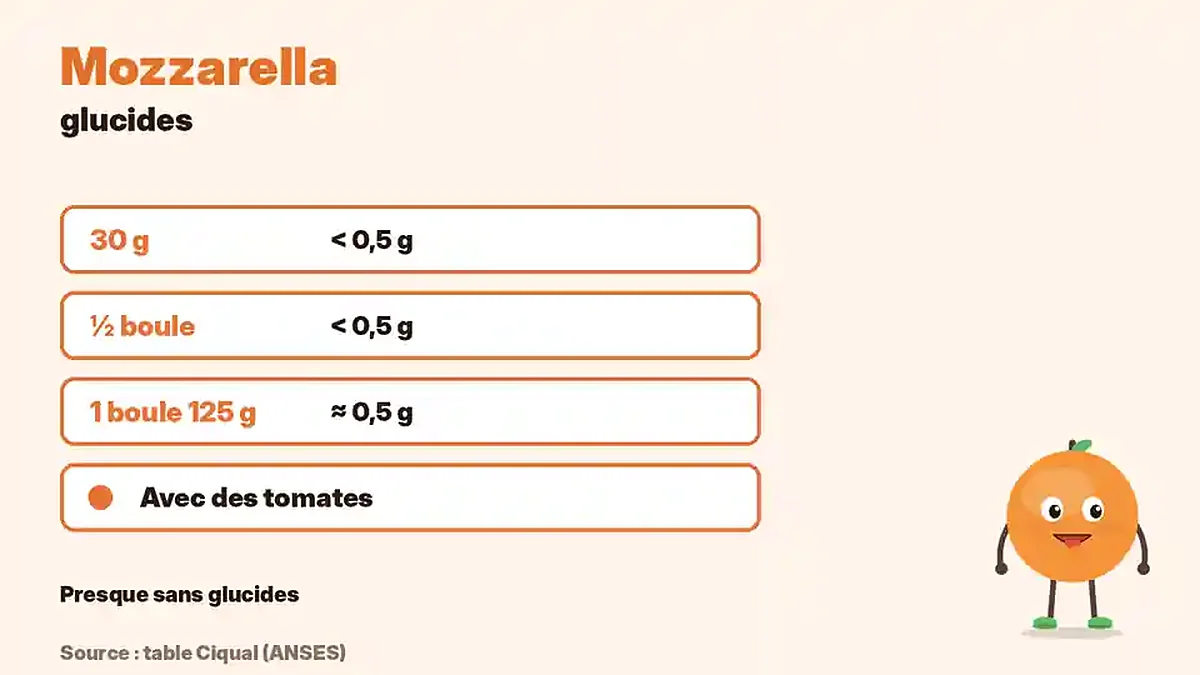 Mozzarella
glucides
30 g < 0,5 g
½ boule < 0,5 g
1 boule 125 g ≈ 0,5 g
Avec des tomates
Presque sans glucides
Source : table Ciqual (ANSES)